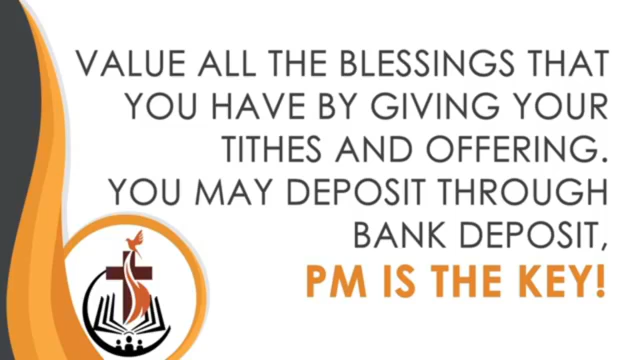 VALUE ALL THE BLESSINGS THAT
YOU HAVE BY GIVING YOUR
TITHES AND OFFERING.
YOU MAY DEPOSIT THROUGH
BANK DEPOSIT,
PM IS THE KEY!